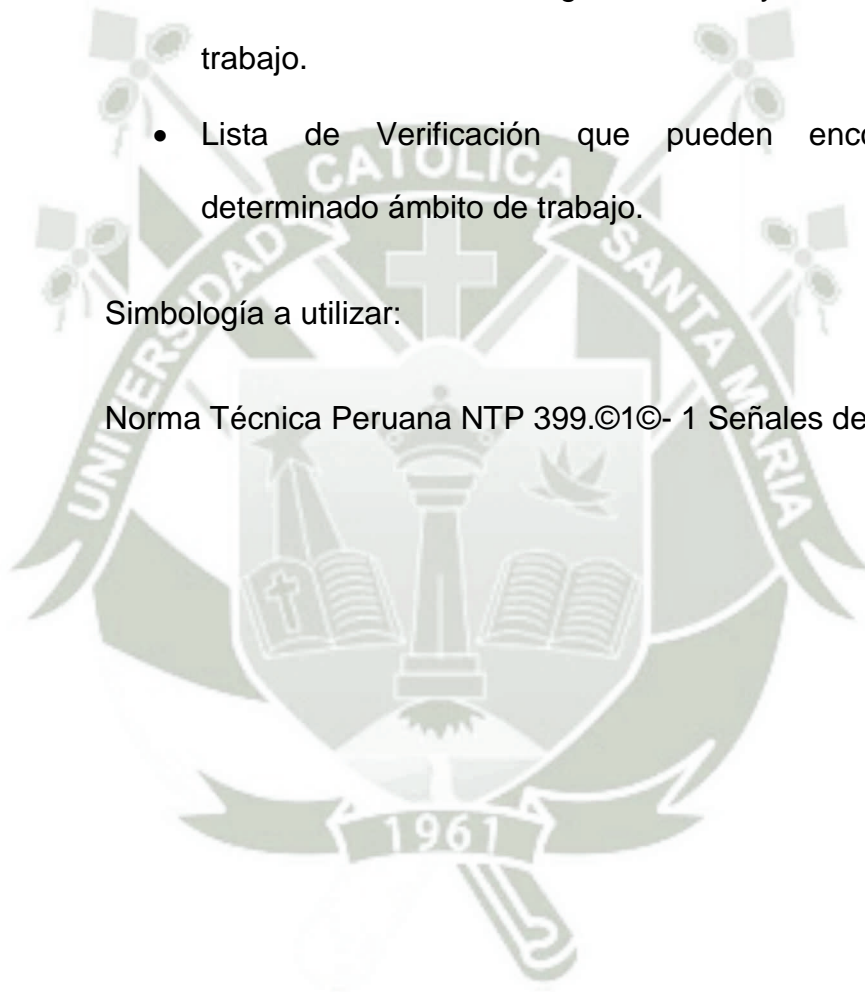 trabajo.
• Lista de Verificación que pueden
determinado ámbito de trabajo.
Simbología a utilizar:
Norma Técnica Peruana NTP 399.©1©- 1 Señales de
UNIVERSIDAD CATOLICA SANTA MARIA
1961